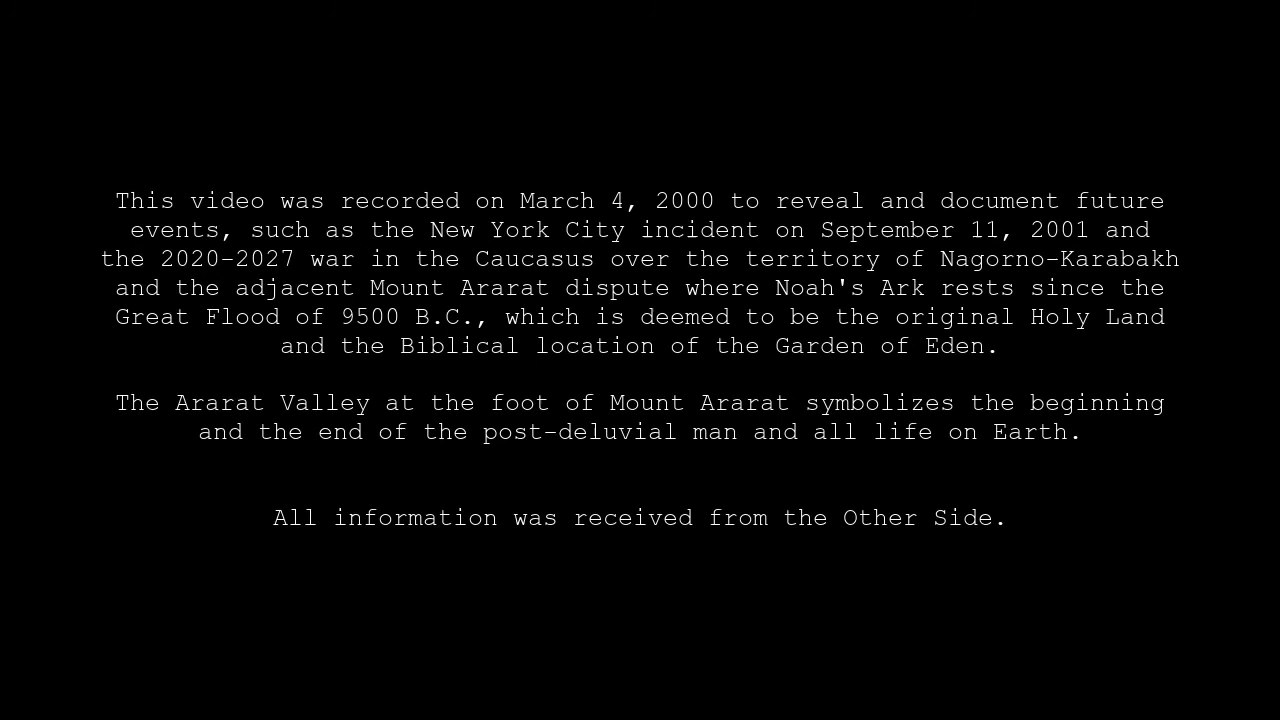 This video was recorded on March 4, 2000 to reveal and document future
events, such as the New York City incident on September 11, 2001 and
the 2020-2027 war in the Caucasus over the territory of Nagorno-Karabakh
and the adjacent Mount Ararat dispute where Noah's Ark rests since the
Great Flood of 9500 B.C., which is deemed to be the original Holy Land
and the Biblical location of the Garden of Eden.
The Ararat Valley at the foot of Mount Ararat symbolizes the beginning
and the end of the post-deluvial man and all life on Earth.
All information was received from the Other Side.